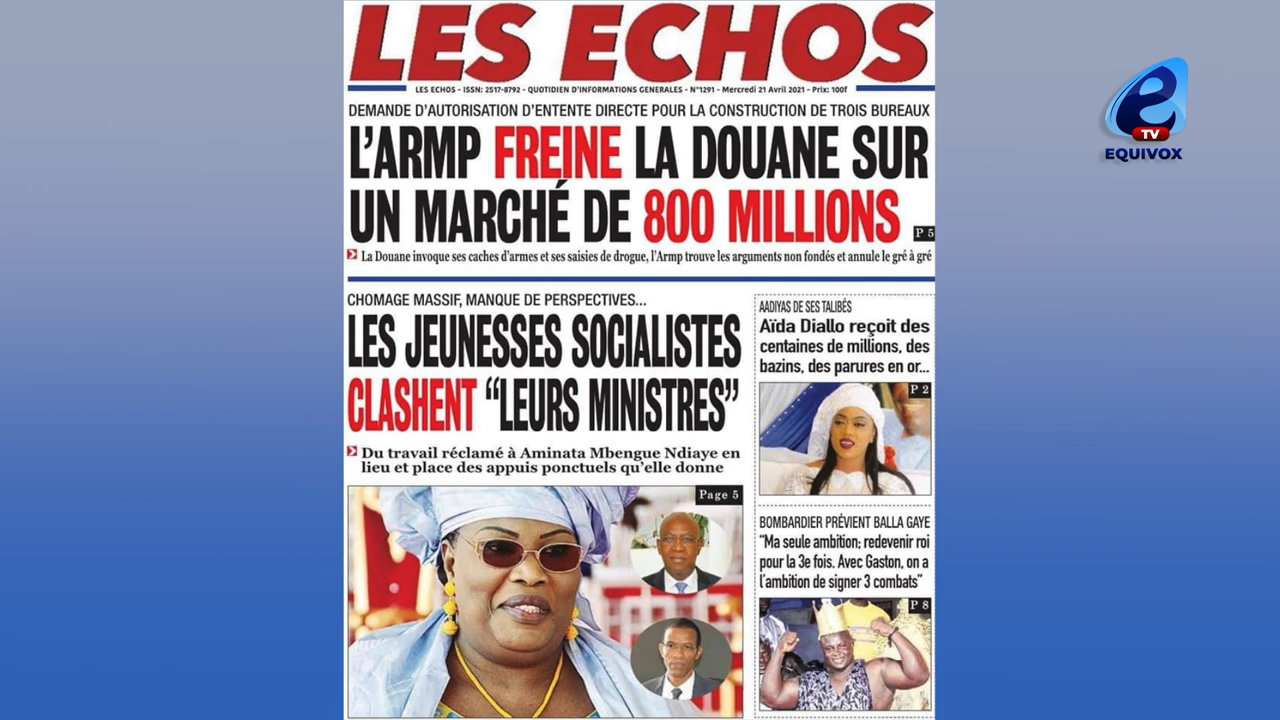 LES ECHOS
LES ECHOS - ISSN: 2517-8792 - QUOTIDIEN D'INFORMATIONS GENERALES - N°1291 - Mercredi 21 Avril 2021 - Prix: 100f
DEMANDE D'AUTORISATION D'ENTENTE DIRECTE POUR LA CONSTRUCTION DE TROIS BUREAUX
L'ARMP FREINE LA DOUANE SUR
UN MARCHÉ DE 800 MILLIONS
P 5
La Douane invoque ses caches d'armes et ses saisies de drogue, l'Armp trouve les arguments non fondés et annule le gré à gré
CHOMAGE MASSIF, MANQUE DE PERSPECTIVES...
LES JEUNESSES SOCIALISTES
CLASHENT "LEURS MINISTRES"
Du travail réclamé à Aminata Mbengue Ndiaye en
lieu et place des appuis ponctuels qu'elle donne
Page 5
AADIYAS DE SES TALIBÉS
Aïda Diallo reçoit des
centaines de millions, des
bazins, des parures en or...
P 2
BOMBARDIER PRÉVIENT BALLA GAYE
"Ma seule ambition; redevenir roi
pour la 3e fois. Avec Gaston, on a
l'ambition de signer 3 combats"
P 8
e
TV
EQUIVOX